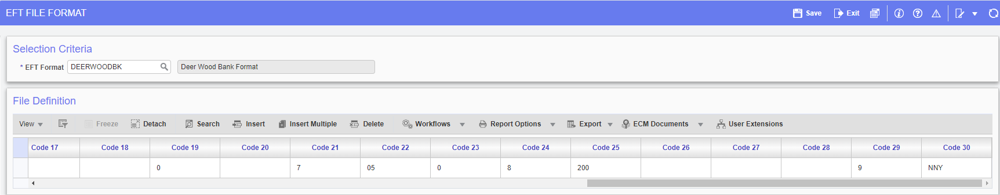 EFT FILE FORMAT Save Exit
Selection Criteria
* EFT Format DEERWOODBK Deer Wood Bank Format
File Definition
View Freeze Detach Search Insert Insert Multiple Delete Workflows Report Options Export ECM Documents User Extensions
Code 17 Code 18 Code 19 Code 20 Code 21 Code 22 Code 23 Code 24 Code 25 Code 26 Code 27 Code 28 Code 29 Code 30
0 7 05 0 8 200 9 NNY